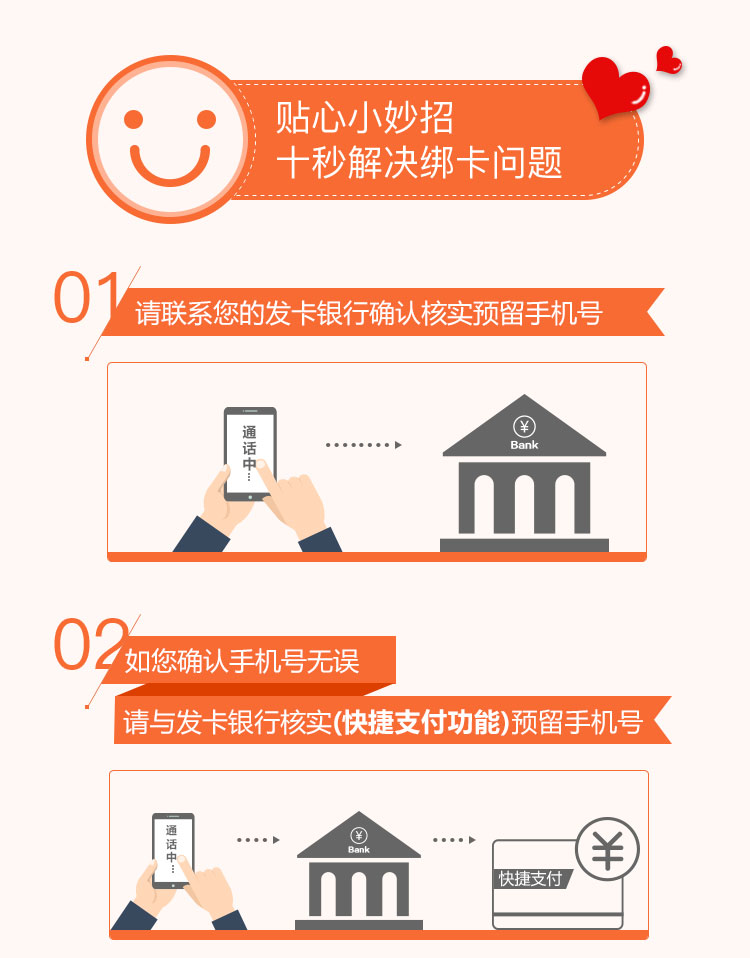 贴心小妙招
十秒解决绑卡问题
01
请联系您的发卡银行确认核实预留手机号
通话中...
¥
Bank
02
如您确认手机号无误
请与发卡银行核实(快捷支付功能)预留手机号
通话中...
¥
Bank
¥
快捷支付